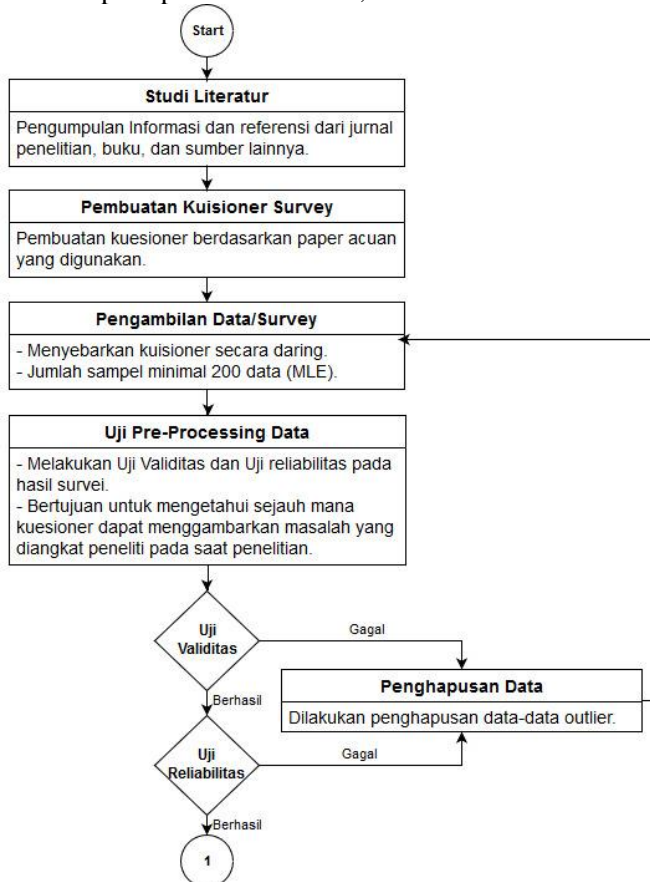 Start
Studi Literatur
Pengumpulan Informasi dan referensi dari jurnal
penelitian, buku, dan sumber lainnya.
Pembuatan Kuisioner Survey
Pembuatan kuesioner berdasarkan paper acuan
yang digunakan.
Pengambilan Data/Survey
- Menyebarkan kuisioner secara daring.
- Jumlah sampel minimal 200 data (MLE).
Uji Pre-Processing Data
- Melakukan Uji Validitas dan Uji reliabilitas pada
hasil survei.
- Bertujuan untuk mengetahui sejauh mana
kuesioner dapat menggambarkan masalah yang
diangkat peneliti pada saat penelitian.
Uji
Validitas
Gagal
Berhasil
Penghapusan Data
Dilakukan penghapusan data-data outlier.
Uji
Reliabilitas
Gagal
Berhasil
1